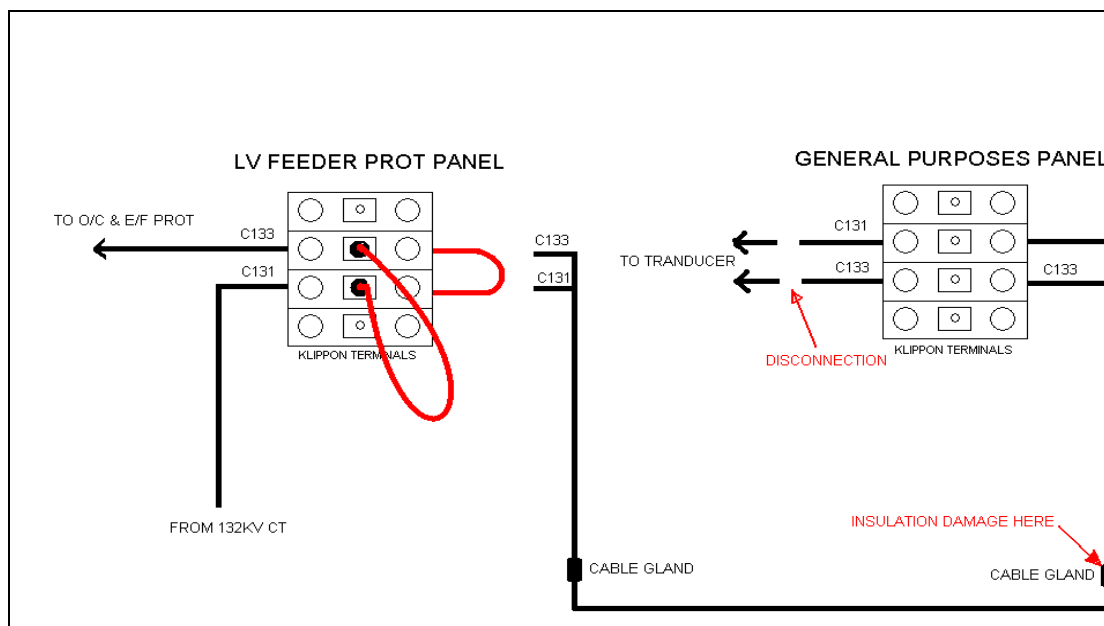 LV FEEDER PROT PANEL
GENERAL PURPOSES PANEL
TO O/C & E/F PROT
C133
C131
C133
C131
KLIPPON TERMINALS
FROM 132KV CT
C131
TO TRANDUCER
C133
C133
DISCONNECTION
KLIPPON TERMINALS
INSULATION DAMAGE HERE
CABLE GLAND
CABLE GLAND